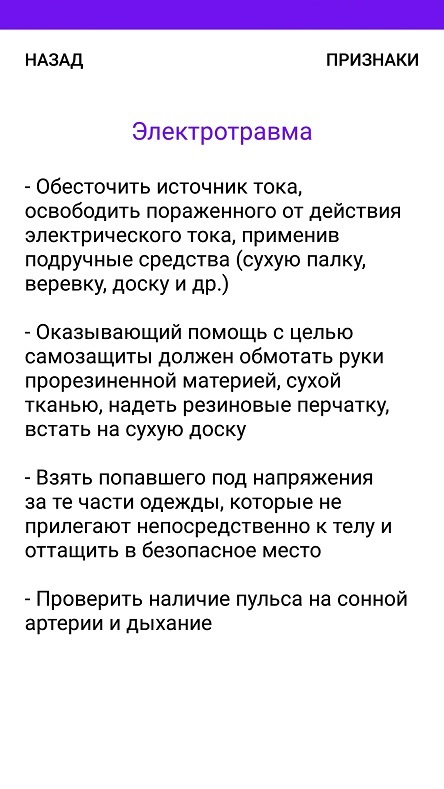 НАЗАД ПРИЗНАКИ
Электротравма
- Обесточить источник тока,
освободить пораженного от действия
электрического тока, применив
подручные средства (сухую палку,
веревку, доску и др.)
- Оказывающий помощь с целью
самозащиты должен обмотать руки
прорезиненной материей, сухой
тканью, надеть резиновые перчатку,
встать на сухую доску
- Взять попавшего под напряжения
за те части одежды, которые не
прилегают непосредственно к телу и
оттащить в безопасное место
- Проверить наличие пульса на сонной
артерии и дыхание